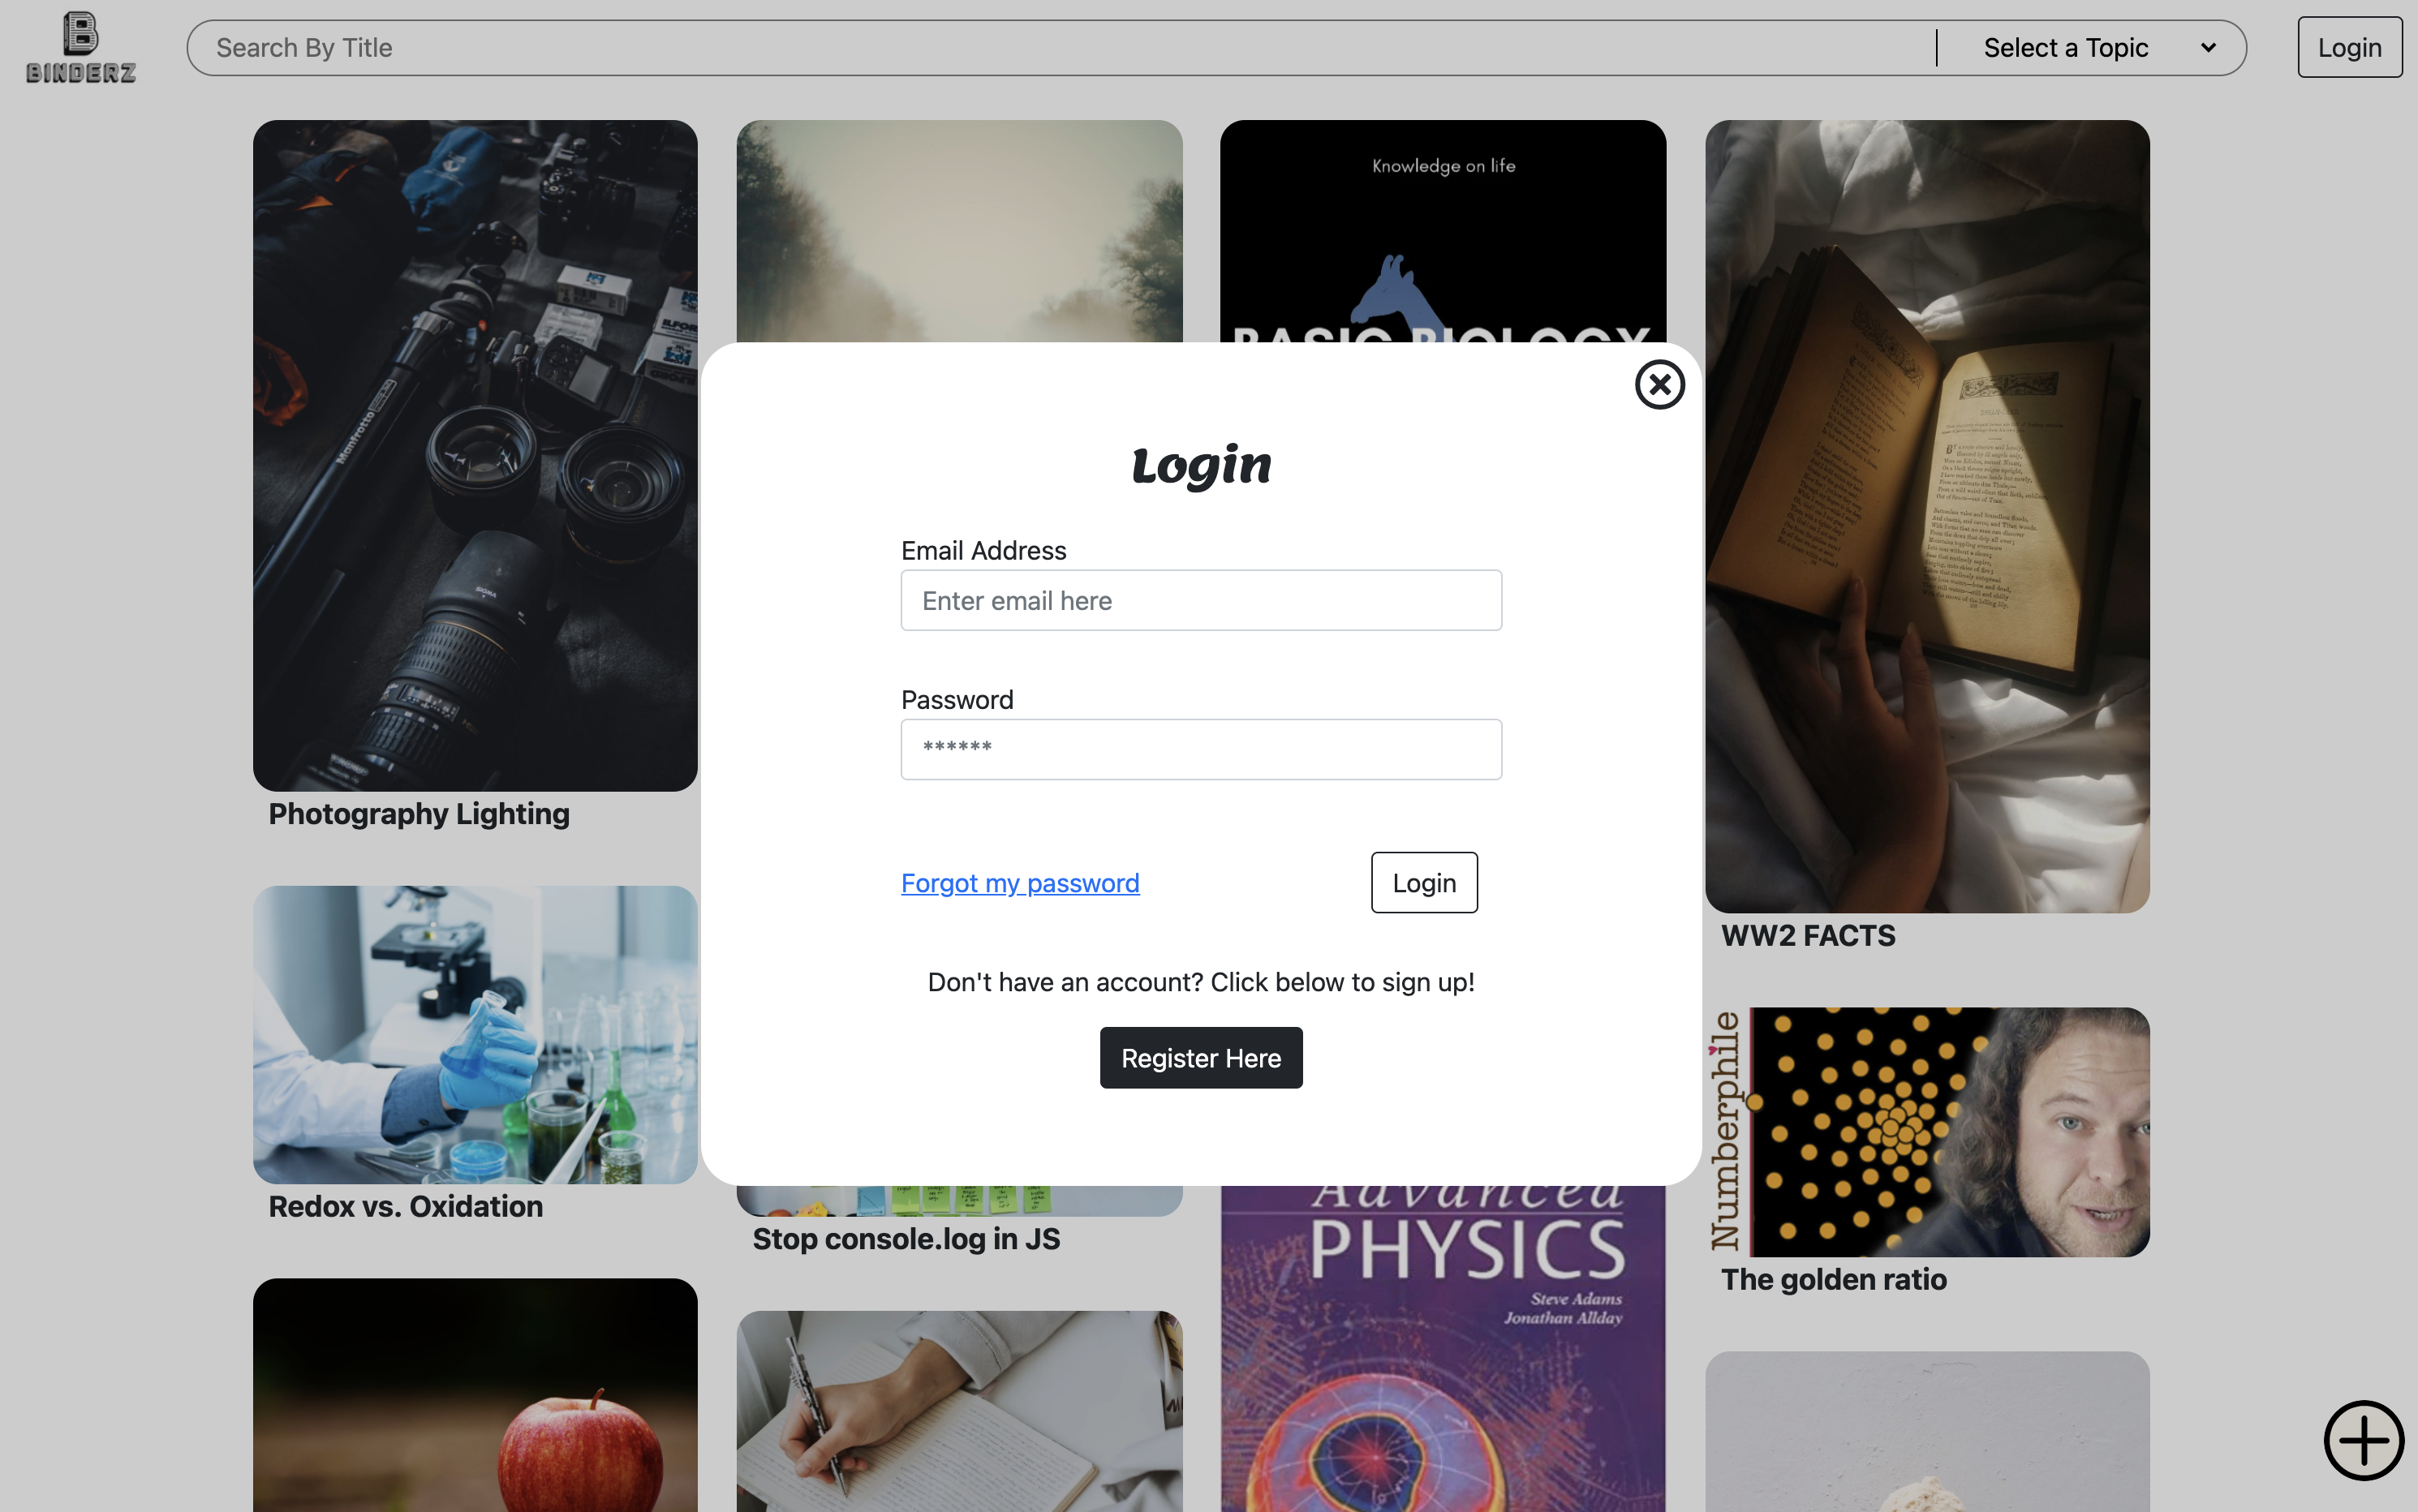 BINDERZ
Search By Title
Select a Topic
Login
Knowledge on life
BASIC BIOLOGY
Manfrotto
SIGMA
Login
Email Address
Enter email here
Password
******
Forgot my password
Login
Don't have an account? Click below to sign up!
Register Here
Photography Lighting
WW2 FACTS
Redox vs. Oxidation
Stop console.log in JS
Advanced
PHYSICS
Steve Adams
Jonathan Allday
Numberphile
The golden ratio